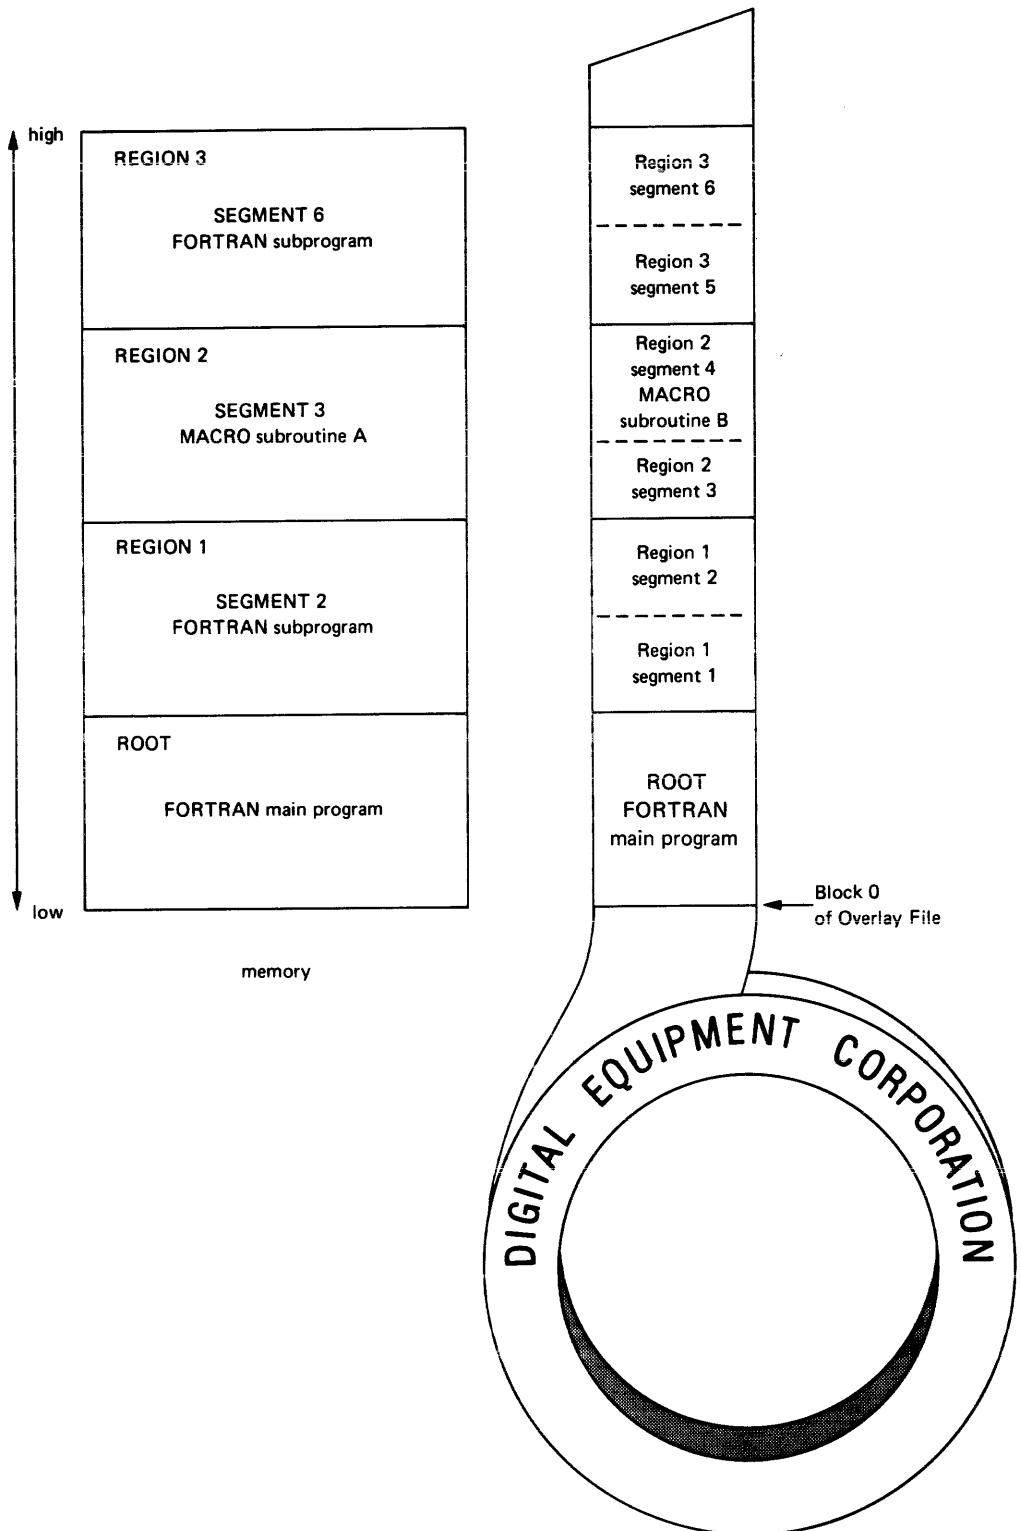 high
REGION 3
SEGMENT 6
FORTRAN subprogram
REGION 2
SEGMENT 3
MACRO subroutine A
REGION 1
SEGMENT 2
FORTRAN subprogram
ROOT
FORTRAN main program
low
memory
Region 3
segment 6
Region 3
segment 5
Region 2
segment 4
MACRO
subroutine B
Region 2
segment 3
Region 1
segment 2
Region 1
segment 1
ROOT
FORTRAN
main program
Block 0
of Overlay File
DIGITAL EQUIPMENT CORPORATION